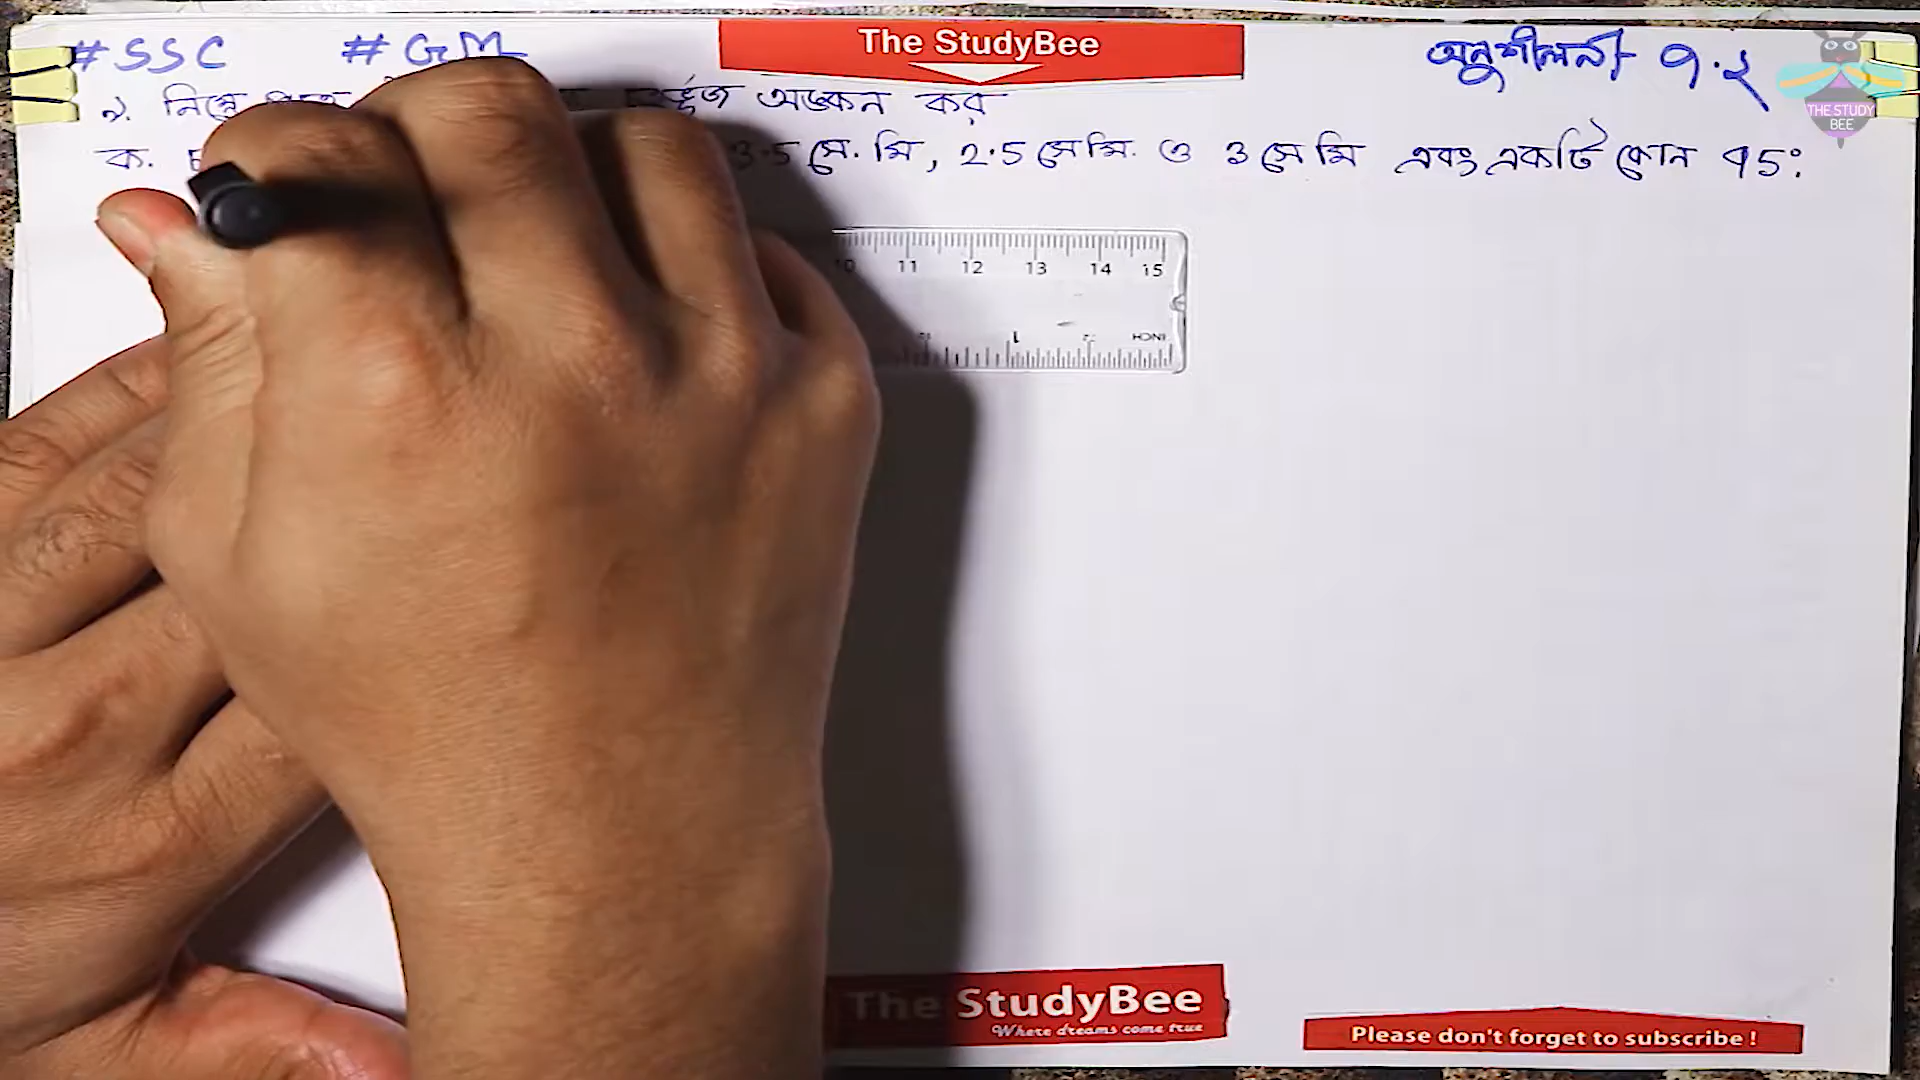 #SSC #GM The StudyBee অনুশীলনী ৭.২
THE STUDY BEE
১. নিম্নে অঙ্কন কর
ক. 3.5 সে. মি, 2.5 সে মি. ও 3 সে মি এবং একটি কোন 45°
10 11 12 13 14 15
1 INCH
The StudyBee
Where dreams come true
Please don't forget to subscribe !